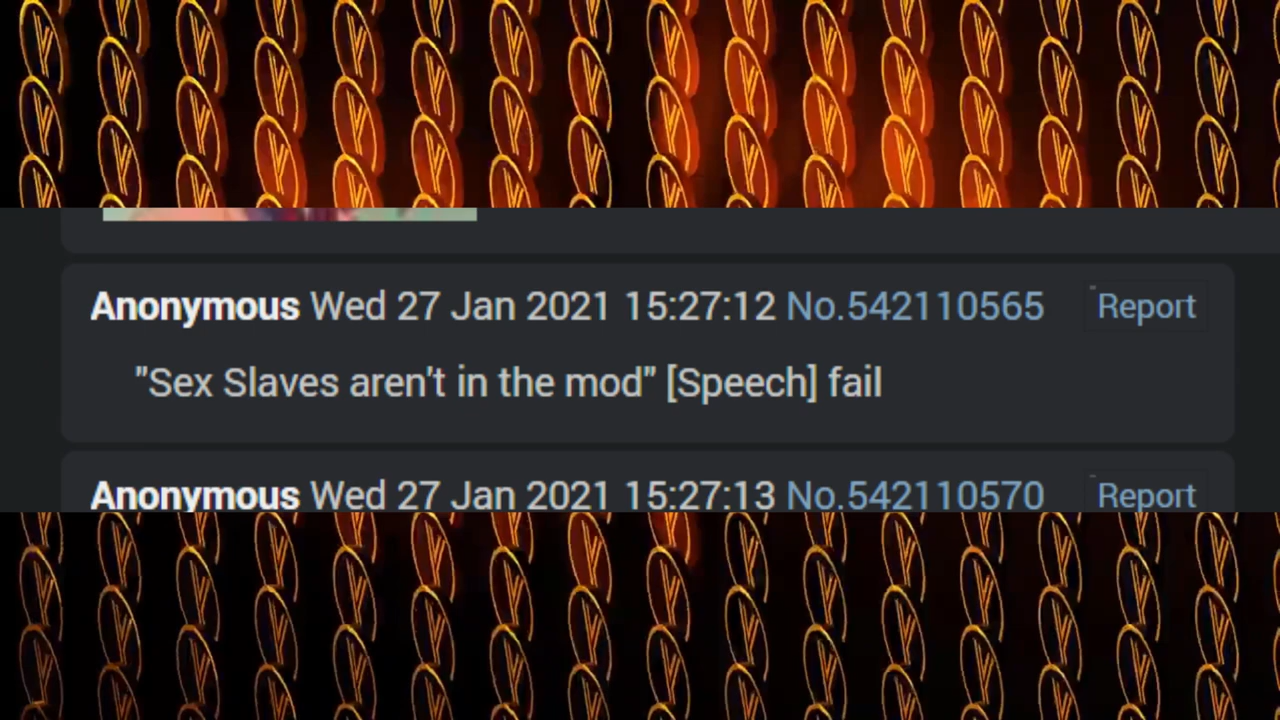 Anonymous Wed 27 Jan 2021 15:27:12 No.542110565 Report
"Sex Slaves aren't in the mod" [Speech] fail
Anonymous Wed 27 Jan 2021 15:27:13 No.542110570 Report